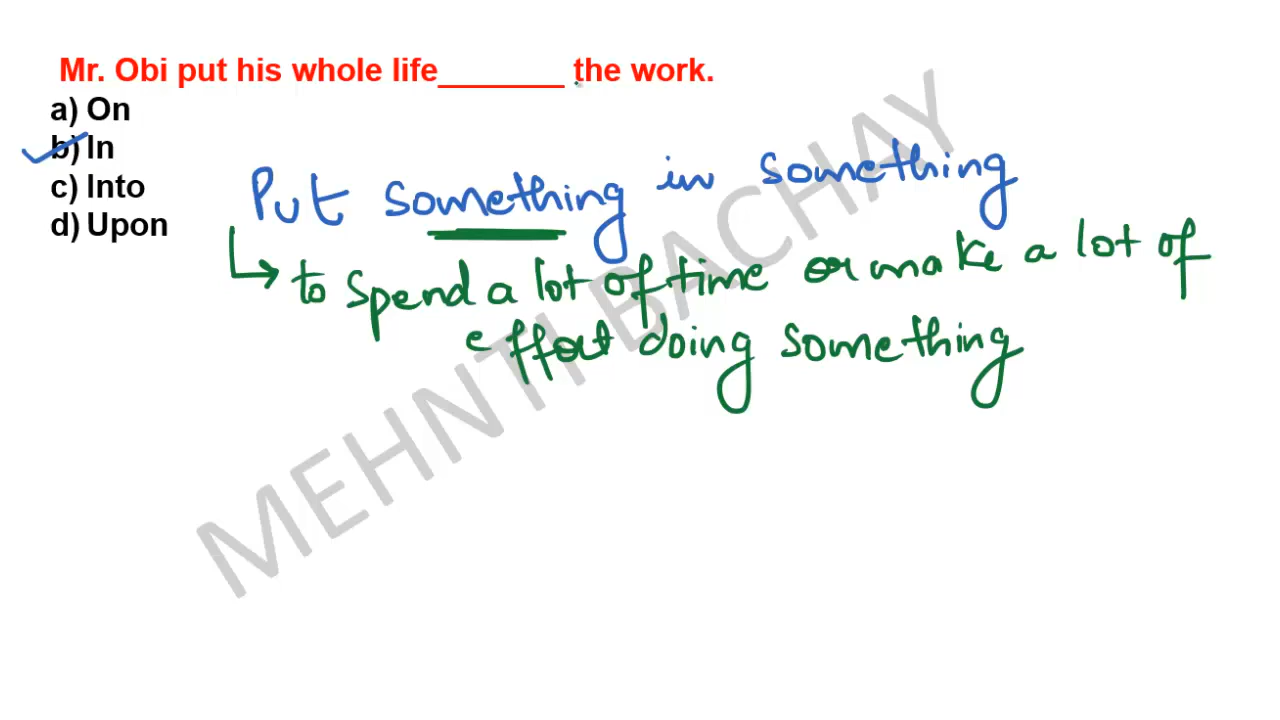 Mr. Obi put his whole life_______ the work.
a) On
b) In
c) Into
d) Upon
Put something in something
to spend a lot of time or make a lot of
effort doing something
MEHNTI BACHAY